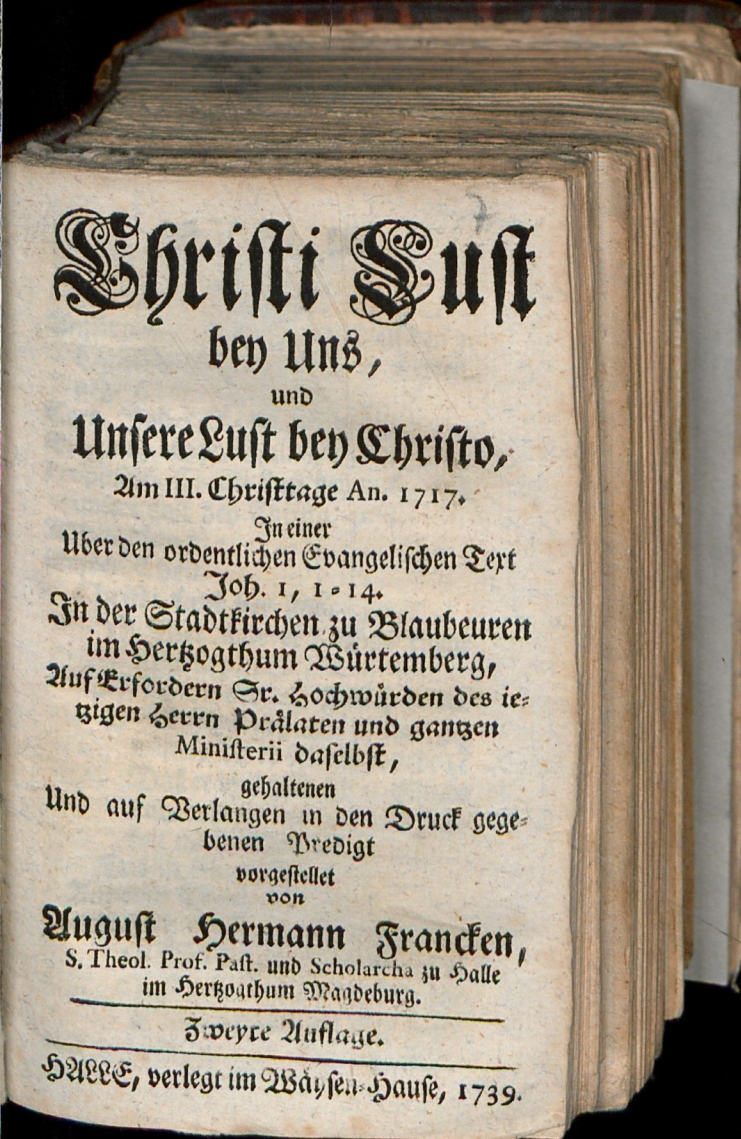 7
Christi Lust
bey Uns,
und
Unsere Lust bey Christo,
Am III. Christtage An. 1717.
In einer
Uber den ordentlichen Evangelischen Text
Joh. 1, 1-14.
In der Stadtkirchen zu Blaubeuren
im Hertzogthum Würtemberg,
Auf Erfordern Sr. Hochwürden des ie-
tzigen Herrn Prälaten und gantzen
Ministerii daselbst,
gehaltenen
Und auf Verlangen in den Druck gege-
benen Predigt
vorgestellet
von
August Hermann Francken,
S. Theol. Prof. Past. und Scholarcha zu Halle
im Hertzogthum Magdeburg.
Zweyte Auflage.
HALLE, verlegt im Wäysen-Hause, 1739.